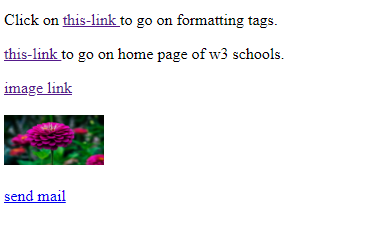 Click on this-link to go on formatting tags.
this-link to go on home page of w3 schools.
image link
send mail